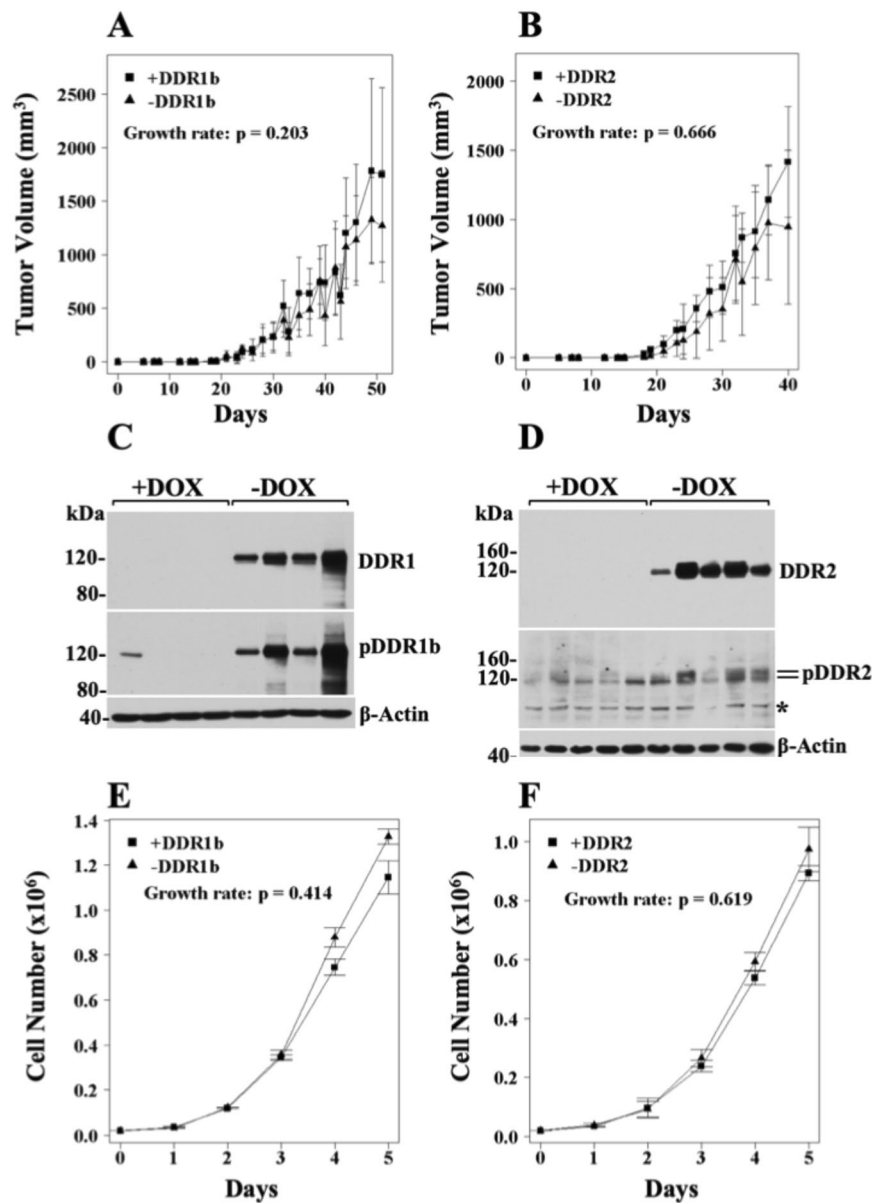 A
Tumor Volume (mm³)
2500
2000
1500
1000
500
0
+DDR1b
-DDR1b
Growth rate: p = 0.203
0 10 20 30 40 50
Days
B
Tumor Volume (mm³)
2000
1500
1000
500
0
+DDR2
-DDR2
Growth rate: p = 0.666
0 10 20 30 40
Days
C
+DOX -DOX
kDa
120- DDR1
80-
120- pDDR1b
80-
40- β-Actin
D
+DOX -DOX
kDa
160-
120- DDR2
160-
120- pDDR2
*
β-Actin
40-
E
Cell Number (x10⁶)
1.4
1.2
1.0
0.8
0.6
0.4
0.2
0.0
+DDR1b
-DDR1b
Growth rate: p = 0.414
0 1 2 3 4 5
Days
F
Cell Number (x10⁶)
1.0
0.8
0.6
0.4
0.2
0.0
+DDR2
-DDR2
Growth rate: p = 0.619
0 1 2 3 4 5
Days